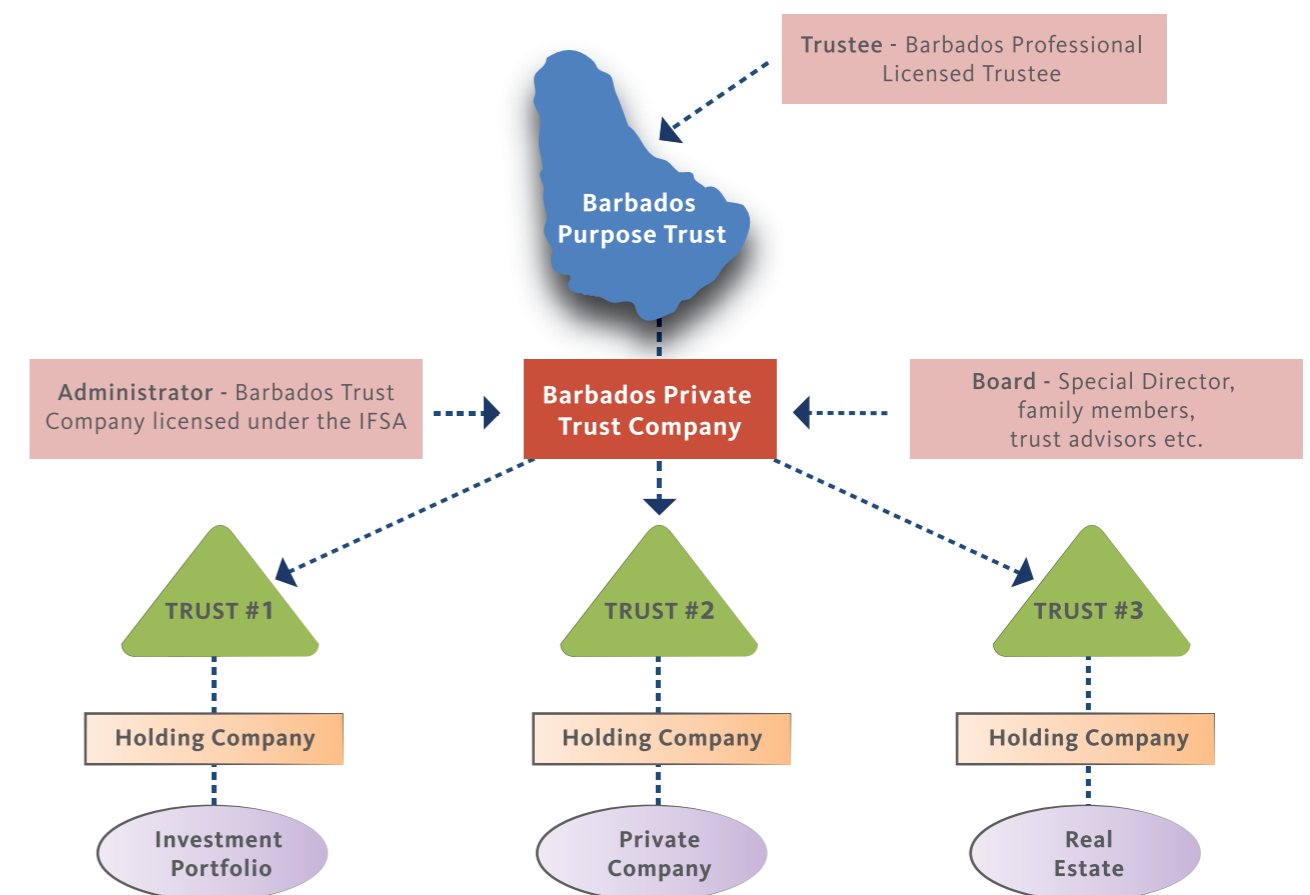 Trustee - Barbados Professional
Licensed Trustee
Barbados
Purpose Trust
Administrator - Barbados Trust
Company licensed under the IFSA
Barbados Private
Trust Company
Board - Special Director,
family members,
trust advisors etc.
TRUST #1
TRUST #2
TRUST #3
Holding Company
Holding Company
Holding Company
Investment
Portfolio
Private
Company
Real
Estate